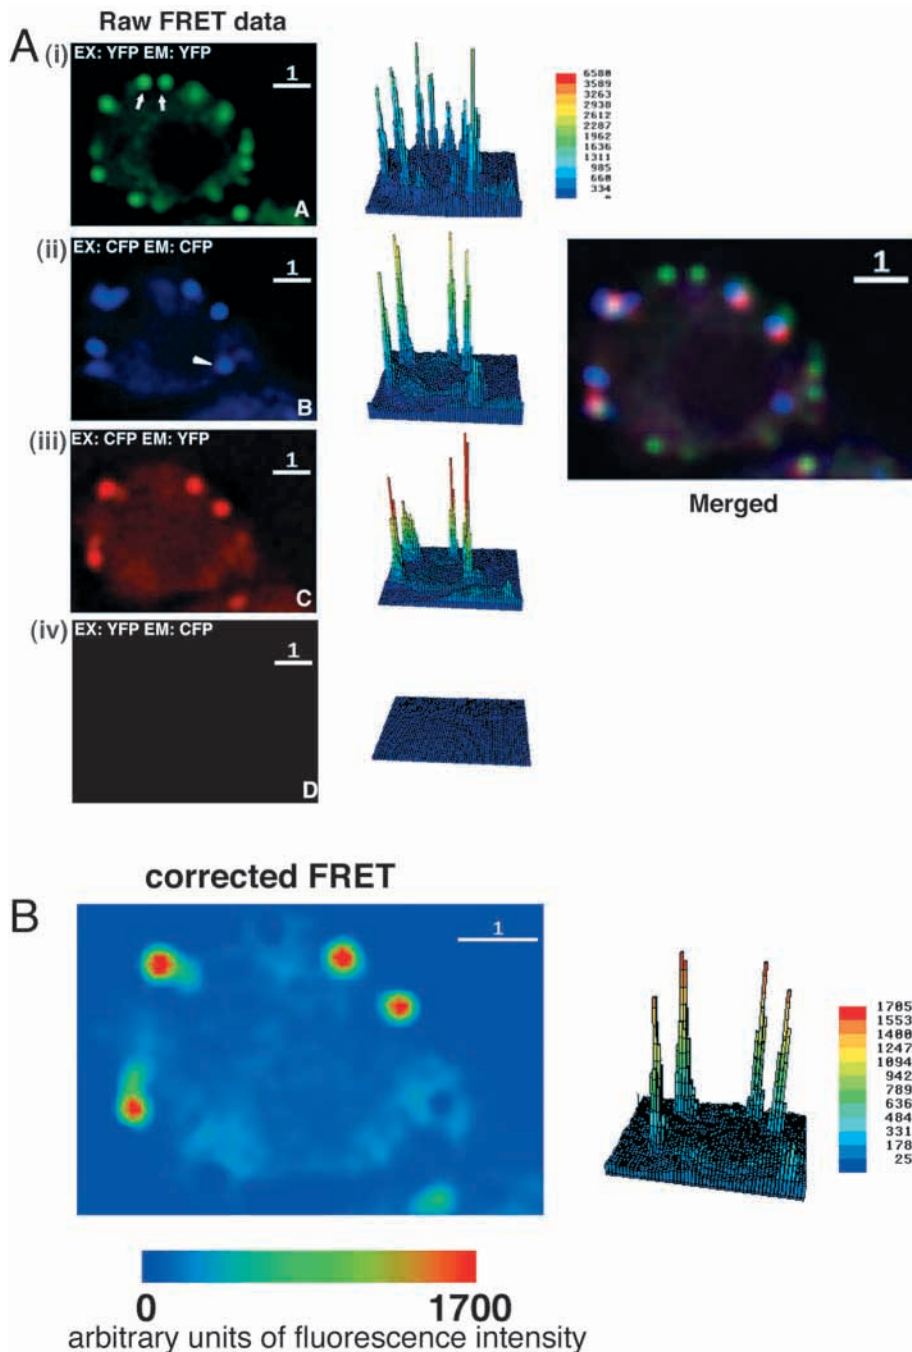 Raw FRET data
A
(i)
EX: YFP EM: YFP
1
A
6580
3589
3263
2938
2612
2287
1962
1636
1311
985
660
334
(ii)
EX: CFP EM: CFP
1
B
1
Merged
(iii)
EX: CFP EM: YFP
1
C
(iv)
EX: YFP EM: CFP
1
D
corrected FRET
B
1
1705
1553
1400
1247
1094
942
789
636
484
331
178
25
0
1700
arbitrary units of fluorescence intensity